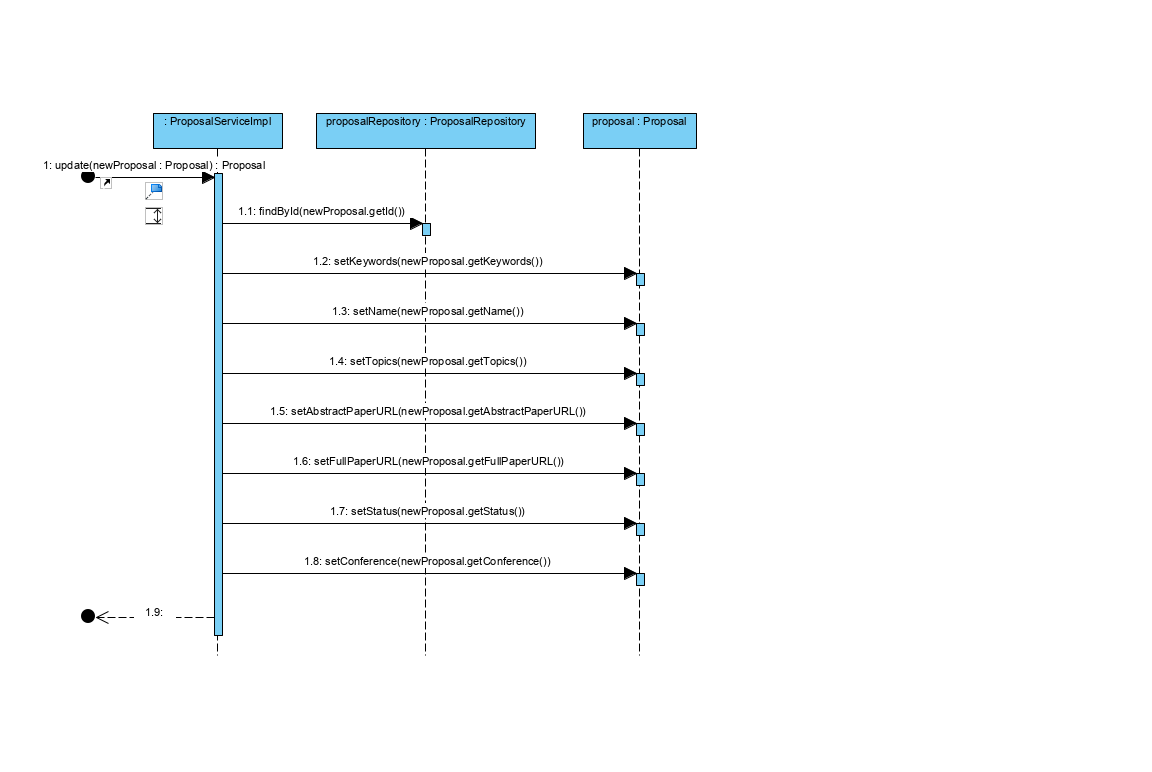 : ProposalServiceImpl
proposalRepository : ProposalRepository
proposal : Proposal
1: update(newProposal : Proposal) : Proposal
1.1: findById(newProposal.getId())
1.2: setKeywords(newProposal.getKeywords())
1.3: setName(newProposal.getName())
1.4: setTopics(newProposal.getTopics())
1.5: setAbstractPaperURL(newProposal.getAbstractPaperURL())
1.6: setFullPaperURL(newProposal.getFullPaperURL())
1.7: setStatus(newProposal.getStatus())
1.8: setConference(newProposal.getConference())
1.9: